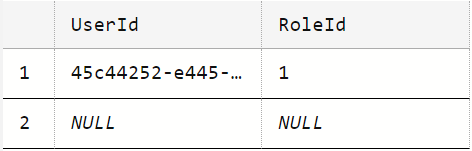 UserId RoleId
1 45c44252-e445-… 1
2 NULL NULL